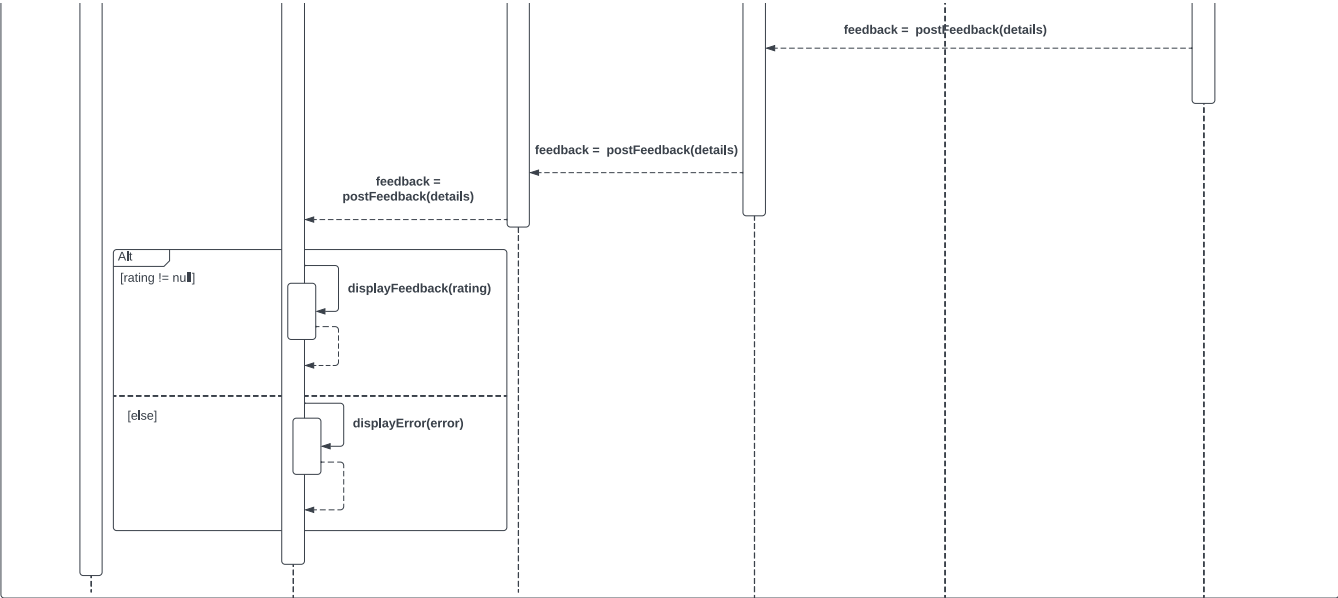 feedback =  postFeedback(details)
feedback =  postFeedback(details)
feedback =
postFeedback(details)
Alt
[rating != null]
displayFeedback(rating)
[else]
displayError(error)